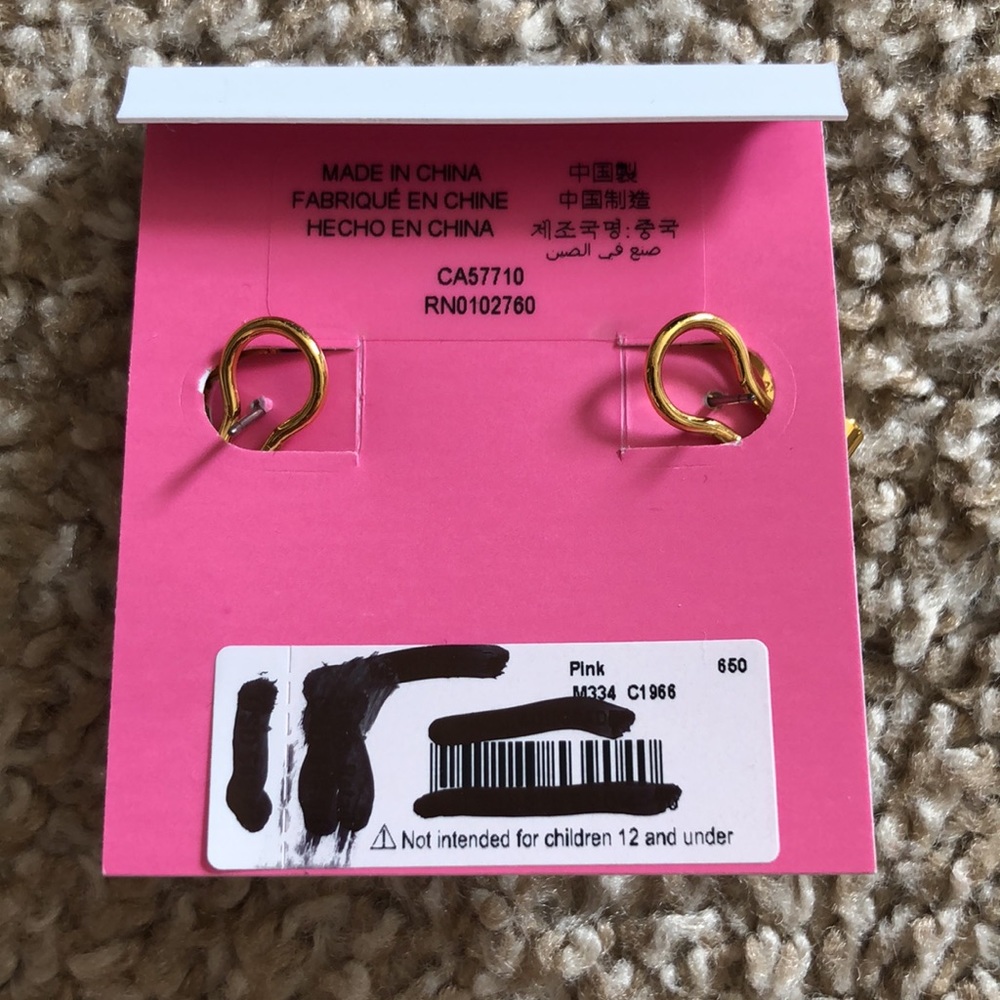 MADE IN CHINA
FABRIQUÉ EN CHINE
HECHO EN CHINA
中国製
中国制造
제조국명:중국
صنع في الصين
CA57710
RN0102760
Pink
650
M334 C1966
⚠ Not intended for children 12 and under